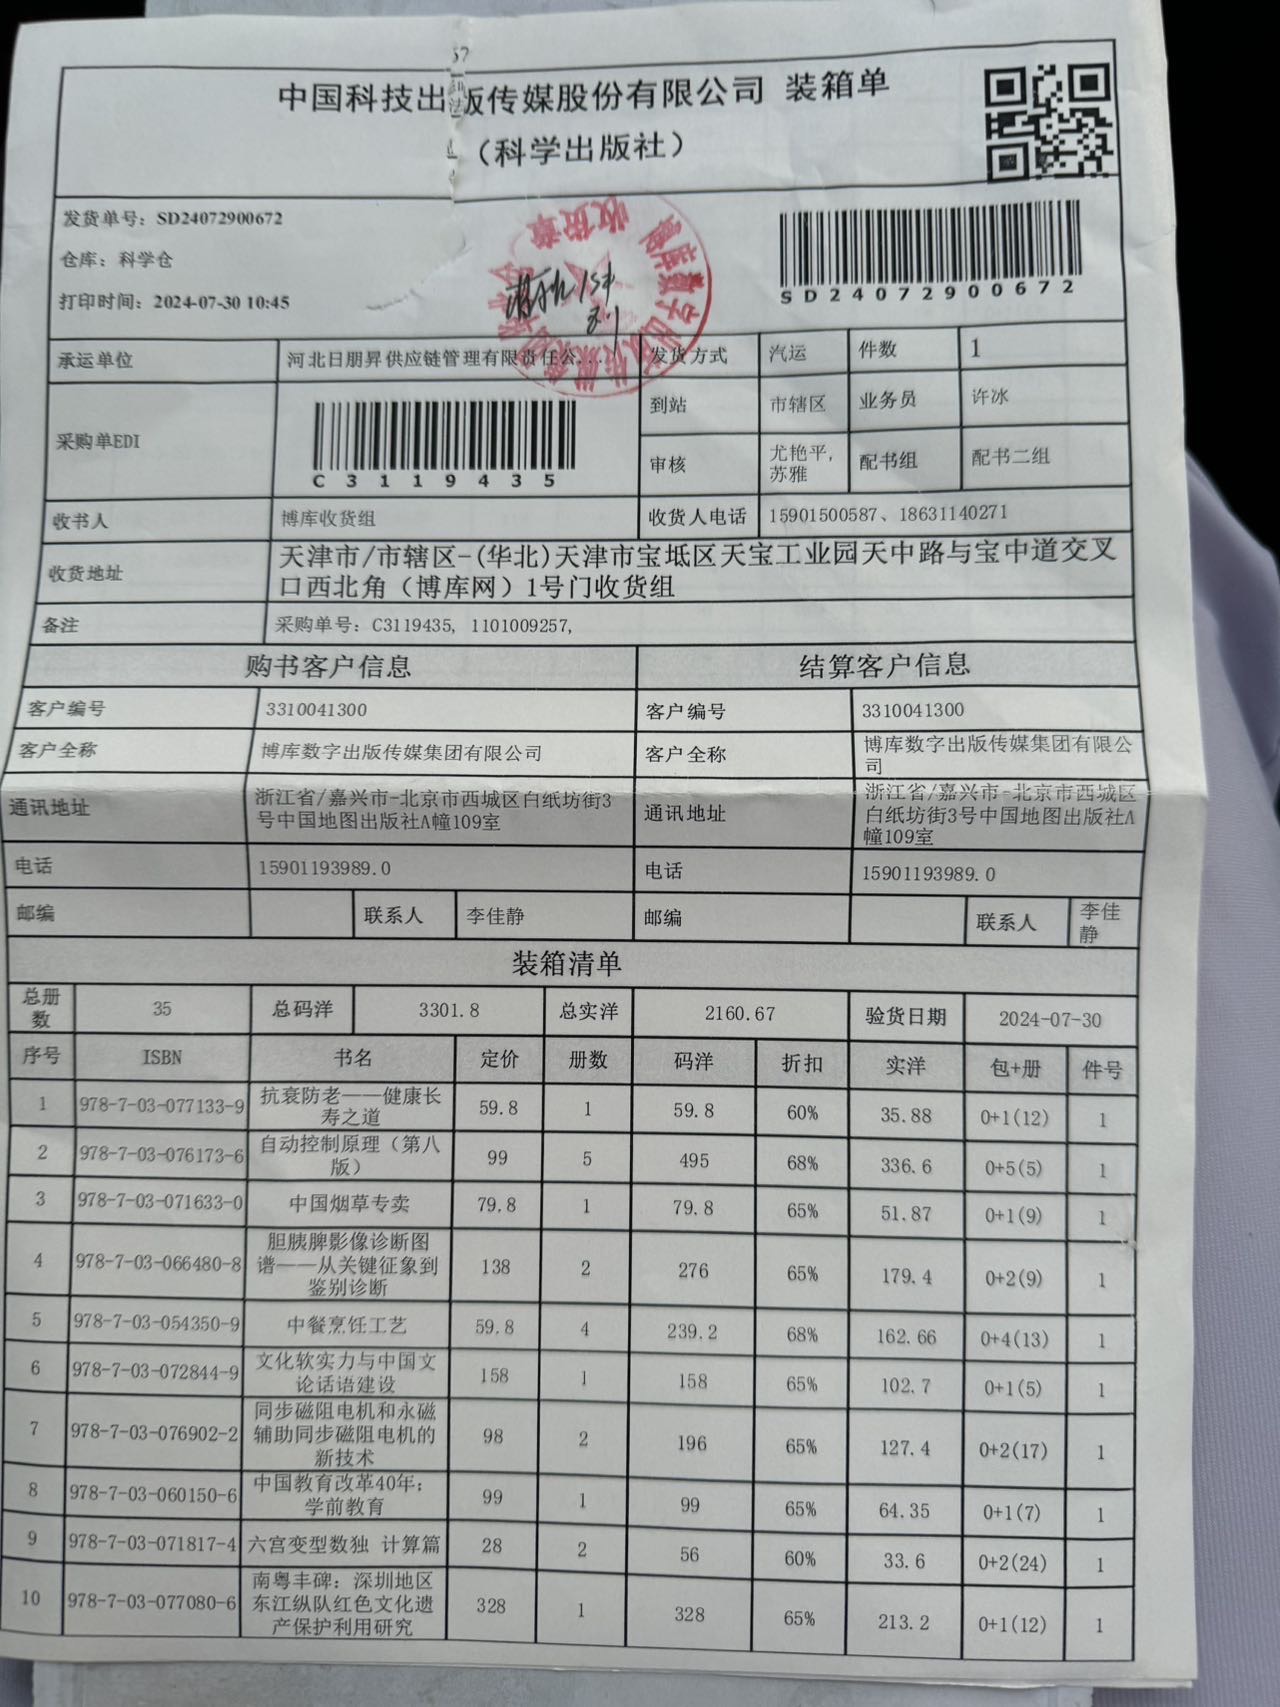 中国科技出版传媒股份有限公司 装箱单
（科学出版社）
发货单号：SD24072900672
仓库：科学仓
打印时间：2024-07-30 10:45
收货章
SD24072900672
承运单位 河北日朋昇供应链管理有限责任公... 发货方式 汽运 件数 1
采购单EDI C3119435 到站 市辖区 业务员 许冰
审核 尤艳平,苏雅 配书组 配书二组
收书人 博库收货组 收货人电话 15901500587、18631140271
收货地址 天津市/市辖区-(华北)天津市宝坻区天宝工业园天中路与宝中道交叉
口西北角（博库网）1号门收货组
备注 采购单号：C3119435, 1101009257,
购书客户信息 结算客户信息
客户编号 3310041300 客户编号 3310041300
客户全称 博库数字出版传媒集团有限公司 客户全称 博库数字出版传媒集团有限公司
通讯地址 浙江省/嘉兴市-北京市西城区白纸坊街3号中国地图出版社A幢109室 通讯地址 浙江省/嘉兴市-北京市西城区白纸坊街3号中国地图出版社A幢109室
电话 15901193989.0 电话 15901193989.0
邮编 联系人 李佳静 邮编 联系人 李佳静
装箱清单
总册数 35 总码洋 3301.8 总实洋 2160.67 验货日期 2024-07-30
序号 ISBN 书名 定价 册数 码洋 折扣 实洋 包+册 件号
1 978-7-03-077133-9 抗衰防老——健康长寿之道 59.8 1 59.8 60% 35.88 0+1(12) 1
2 978-7-03-076173-6 自动控制原理（第八版） 99 5 495 68% 336.6 0+5(5) 1
3 978-7-03-071633-0 中国烟草专卖 79.8 1 79.8 65% 51.87 0+1(9) 1
4 978-7-03-066480-8 胆胰脾影像诊断图谱——从关键征象到鉴别诊断 138 2 276 65% 179.4 0+2(9) 1
5 978-7-03-054350-9 中餐烹饪工艺 59.8 4 239.2 68% 162.66 0+4(13) 1
6 978-7-03-072844-9 文化软实力与中国文论话语建设 158 1 158 65% 102.7 0+1(5) 1
7 978-7-03-076902-2 同步磁阻电机和永磁辅助同步磁阻电机的新技术 98 2 196 65% 127.4 0+2(17) 1
8 978-7-03-060150-6 中国教育改革40年：学前教育 99 1 99 65% 64.35 0+1(7) 1
9 978-7-03-071817-4 六宫变型数独 计算篇 28 2 56 60% 33.6 0+2(24) 1
10 978-7-03-077080-6 南粤丰碑：深圳地区东江纵队红色文化遗产保护利用研究 328 1 328 65% 213.2 0+1(12) 1